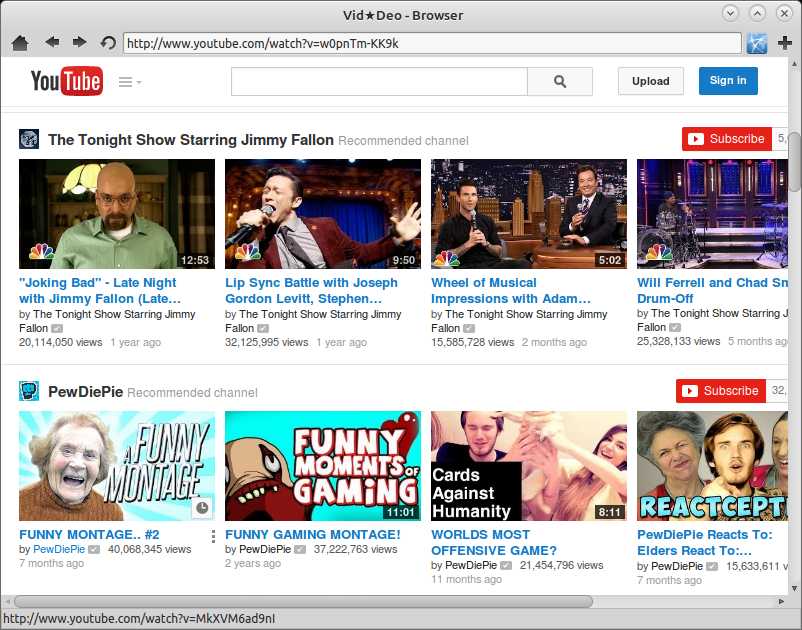 Vid★Deo - Browser
http://www.youtube.com/watch?v=w0pnTm-KK9k
YouTube
Upload
Sign in
The Tonight Show Starring Jimmy Fallon Recommended channel
Subscribe
12:53
9:50
5:02
"Joking Bad" - Late Night
with Jimmy Fallon (Late...
by The Tonight Show Starring Jimmy
Fallon
20,114,050 views 1 year ago
Lip Sync Battle with Joseph
Gordon Levitt, Stephen...
by The Tonight Show Starring Jimmy
Fallon
32,125,995 views 1 year ago
Wheel of Musical
Impressions with Adam...
by The Tonight Show Starring Jimmy
Fallon
15,585,728 views 2 months ago
Will Ferrell and Chad Sm
Drum-Off
by The Tonight Show Starring J
Fallon
25,328,133 views 5 months ag
PewDiePie Recommended channel
Subscribe 32,
A FUNNY
MONTAGE
FUNNY
MOMENTS OF
GAMING
11:01
Cards
Against
Humanity
8:11
REACTCEPT
FUNNY MONTAGE.. #2
by PewDiePie 40,068,345 views
7 months ago
FUNNY GAMING MONTAGE!
by PewDiePie 37,222,763 views
2 years ago
WORLDS MOST
OFFENSIVE GAME?
by PewDiePie 21,454,796 views
11 months ago
PewDiePie Reacts To:
Elders React To:...
by PewDiePie 15,633,611 v
7 months ago
http://www.youtube.com/watch?v=MkXVM6ad9nI